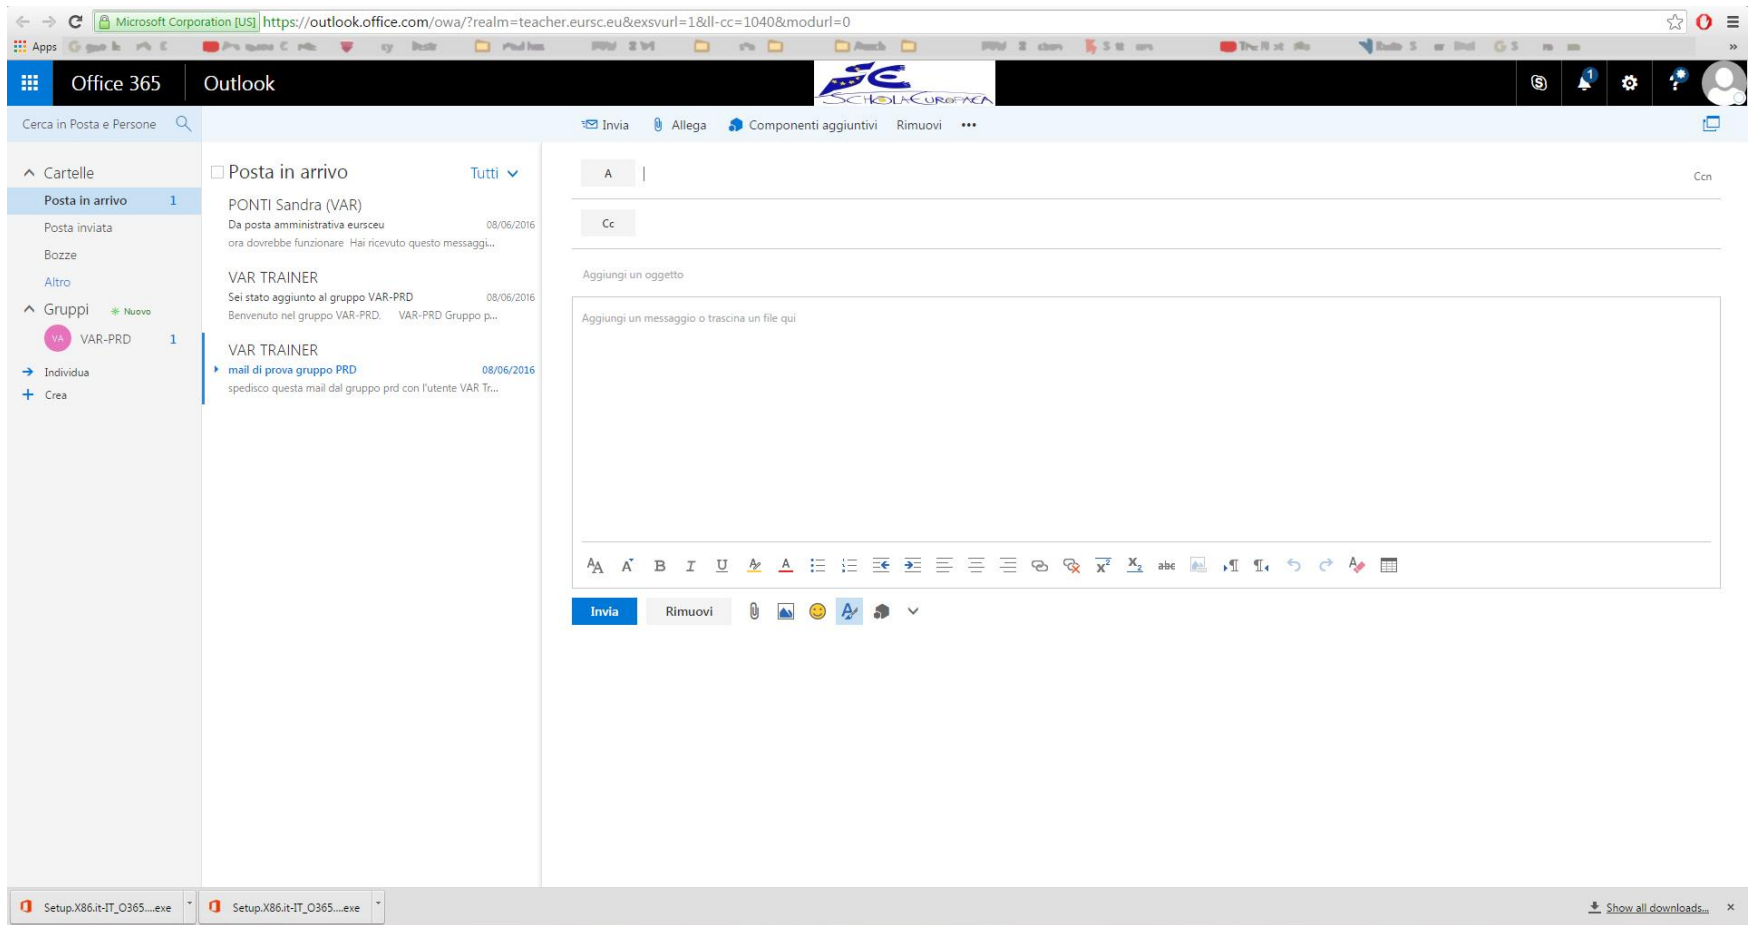 Microsoft Corporation [US] https://outlook.office.com/owa/?realm=teacher.eursc.eu&exsvurl=1&ll-cc=1040&modurl=0
Apps
Office 365 Outlook
SCHOLA EUROPAEA
1
Cerca in Posta e Persone
Invia Allega Componenti aggiuntivi Rimuovi •••
Cartelle
Posta in arrivo 1
Posta inviata
Bozze
Altro
Gruppi Nuovo
VA VAR-PRD 1
Individua
Crea
Posta in arrivo Tutti
PONTI Sandra (VAR)
Da posta amministrativa eursceu 08/06/2016
ora dovrebbe funzionare Hai ricevuto questo messaggi...
VAR TRAINER
Sei stato aggiunto al gruppo VAR-PRD 08/06/2016
Benvenuto nel gruppo VAR-PRD. VAR-PRD Gruppo p...
VAR TRAINER
mail di prova gruppo PRD 08/06/2016
spedisco questa mail dal gruppo prd con l'utente VAR Tr...
A Ccn
Cc
Aggiungi un oggetto
Aggiungi un messaggio o trascina un file qui
B I U A x² x₂ abc
Invia Rimuovi
Setup.X86.it-IT_O365....exe Setup.X86.it-IT_O365....exe Show all downloads...